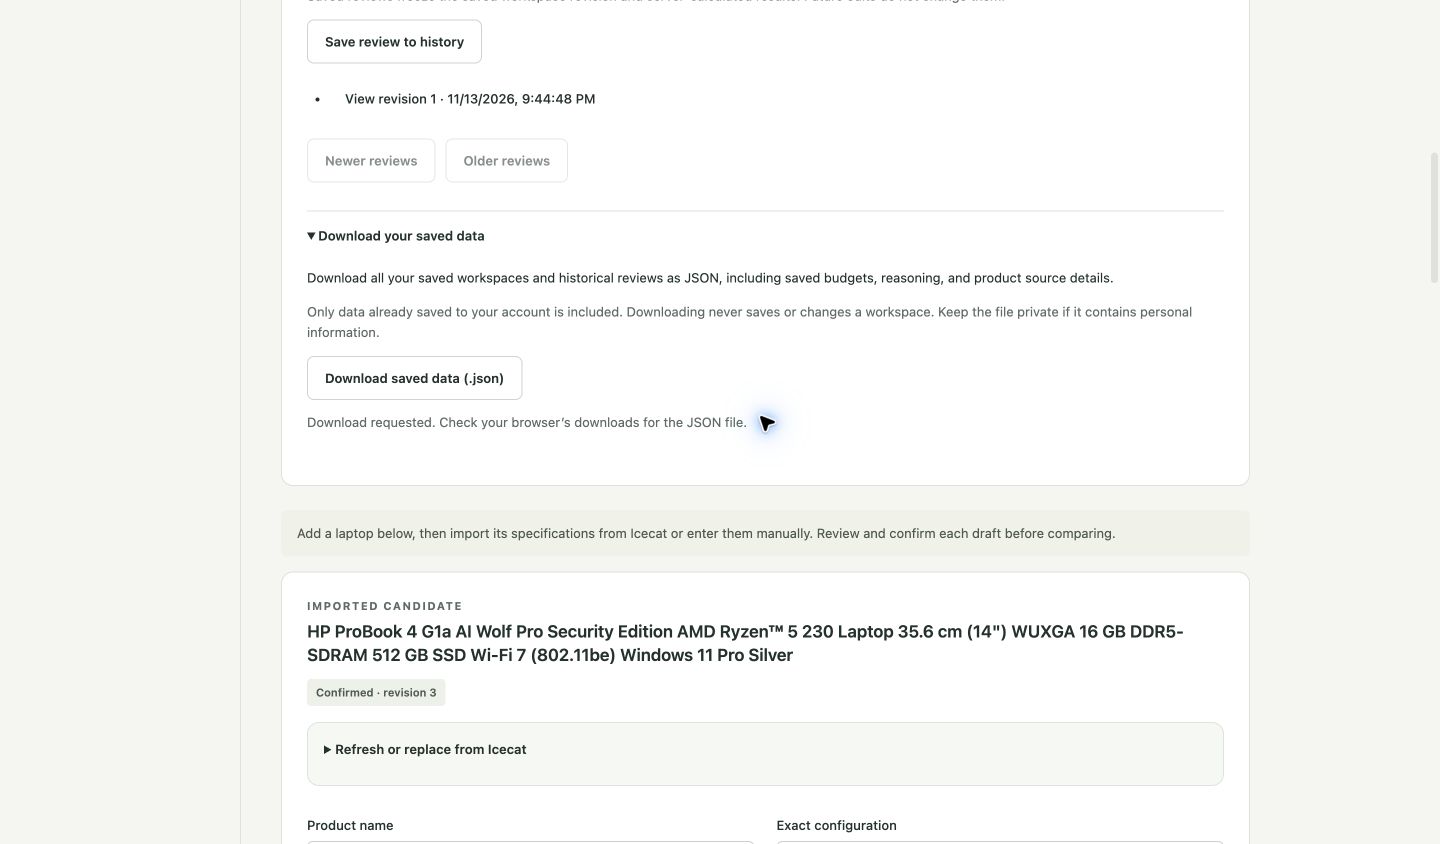 Save review to history
• View revision 1 · 11/13/2026, 9:44:48 PM
Newer reviews
Older reviews
▼ Download your saved data
Download all your saved workspaces and historical reviews as JSON, including saved budgets, reasoning, and product source details.
Only data already saved to your account is included. Downloading never saves or changes a workspace. Keep the file private if it contains personal
information.
Download saved data (.json)
Download requested. Check your browser’s downloads for the JSON file.
Add a laptop below, then import its specifications from Icecat or enter them manually. Review and confirm each draft before comparing.
IMPORTED CANDIDATE
HP ProBook 4 G1a AI Wolf Pro Security Edition AMD Ryzen™ 5 230 Laptop 35.6 cm (14") WUXGA 16 GB DDR5-
SDRAM 512 GB SSD Wi-Fi 7 (802.11be) Windows 11 Pro Silver
Confirmed · revision 3
▶ Refresh or replace from Icecat
Product name
Exact configuration